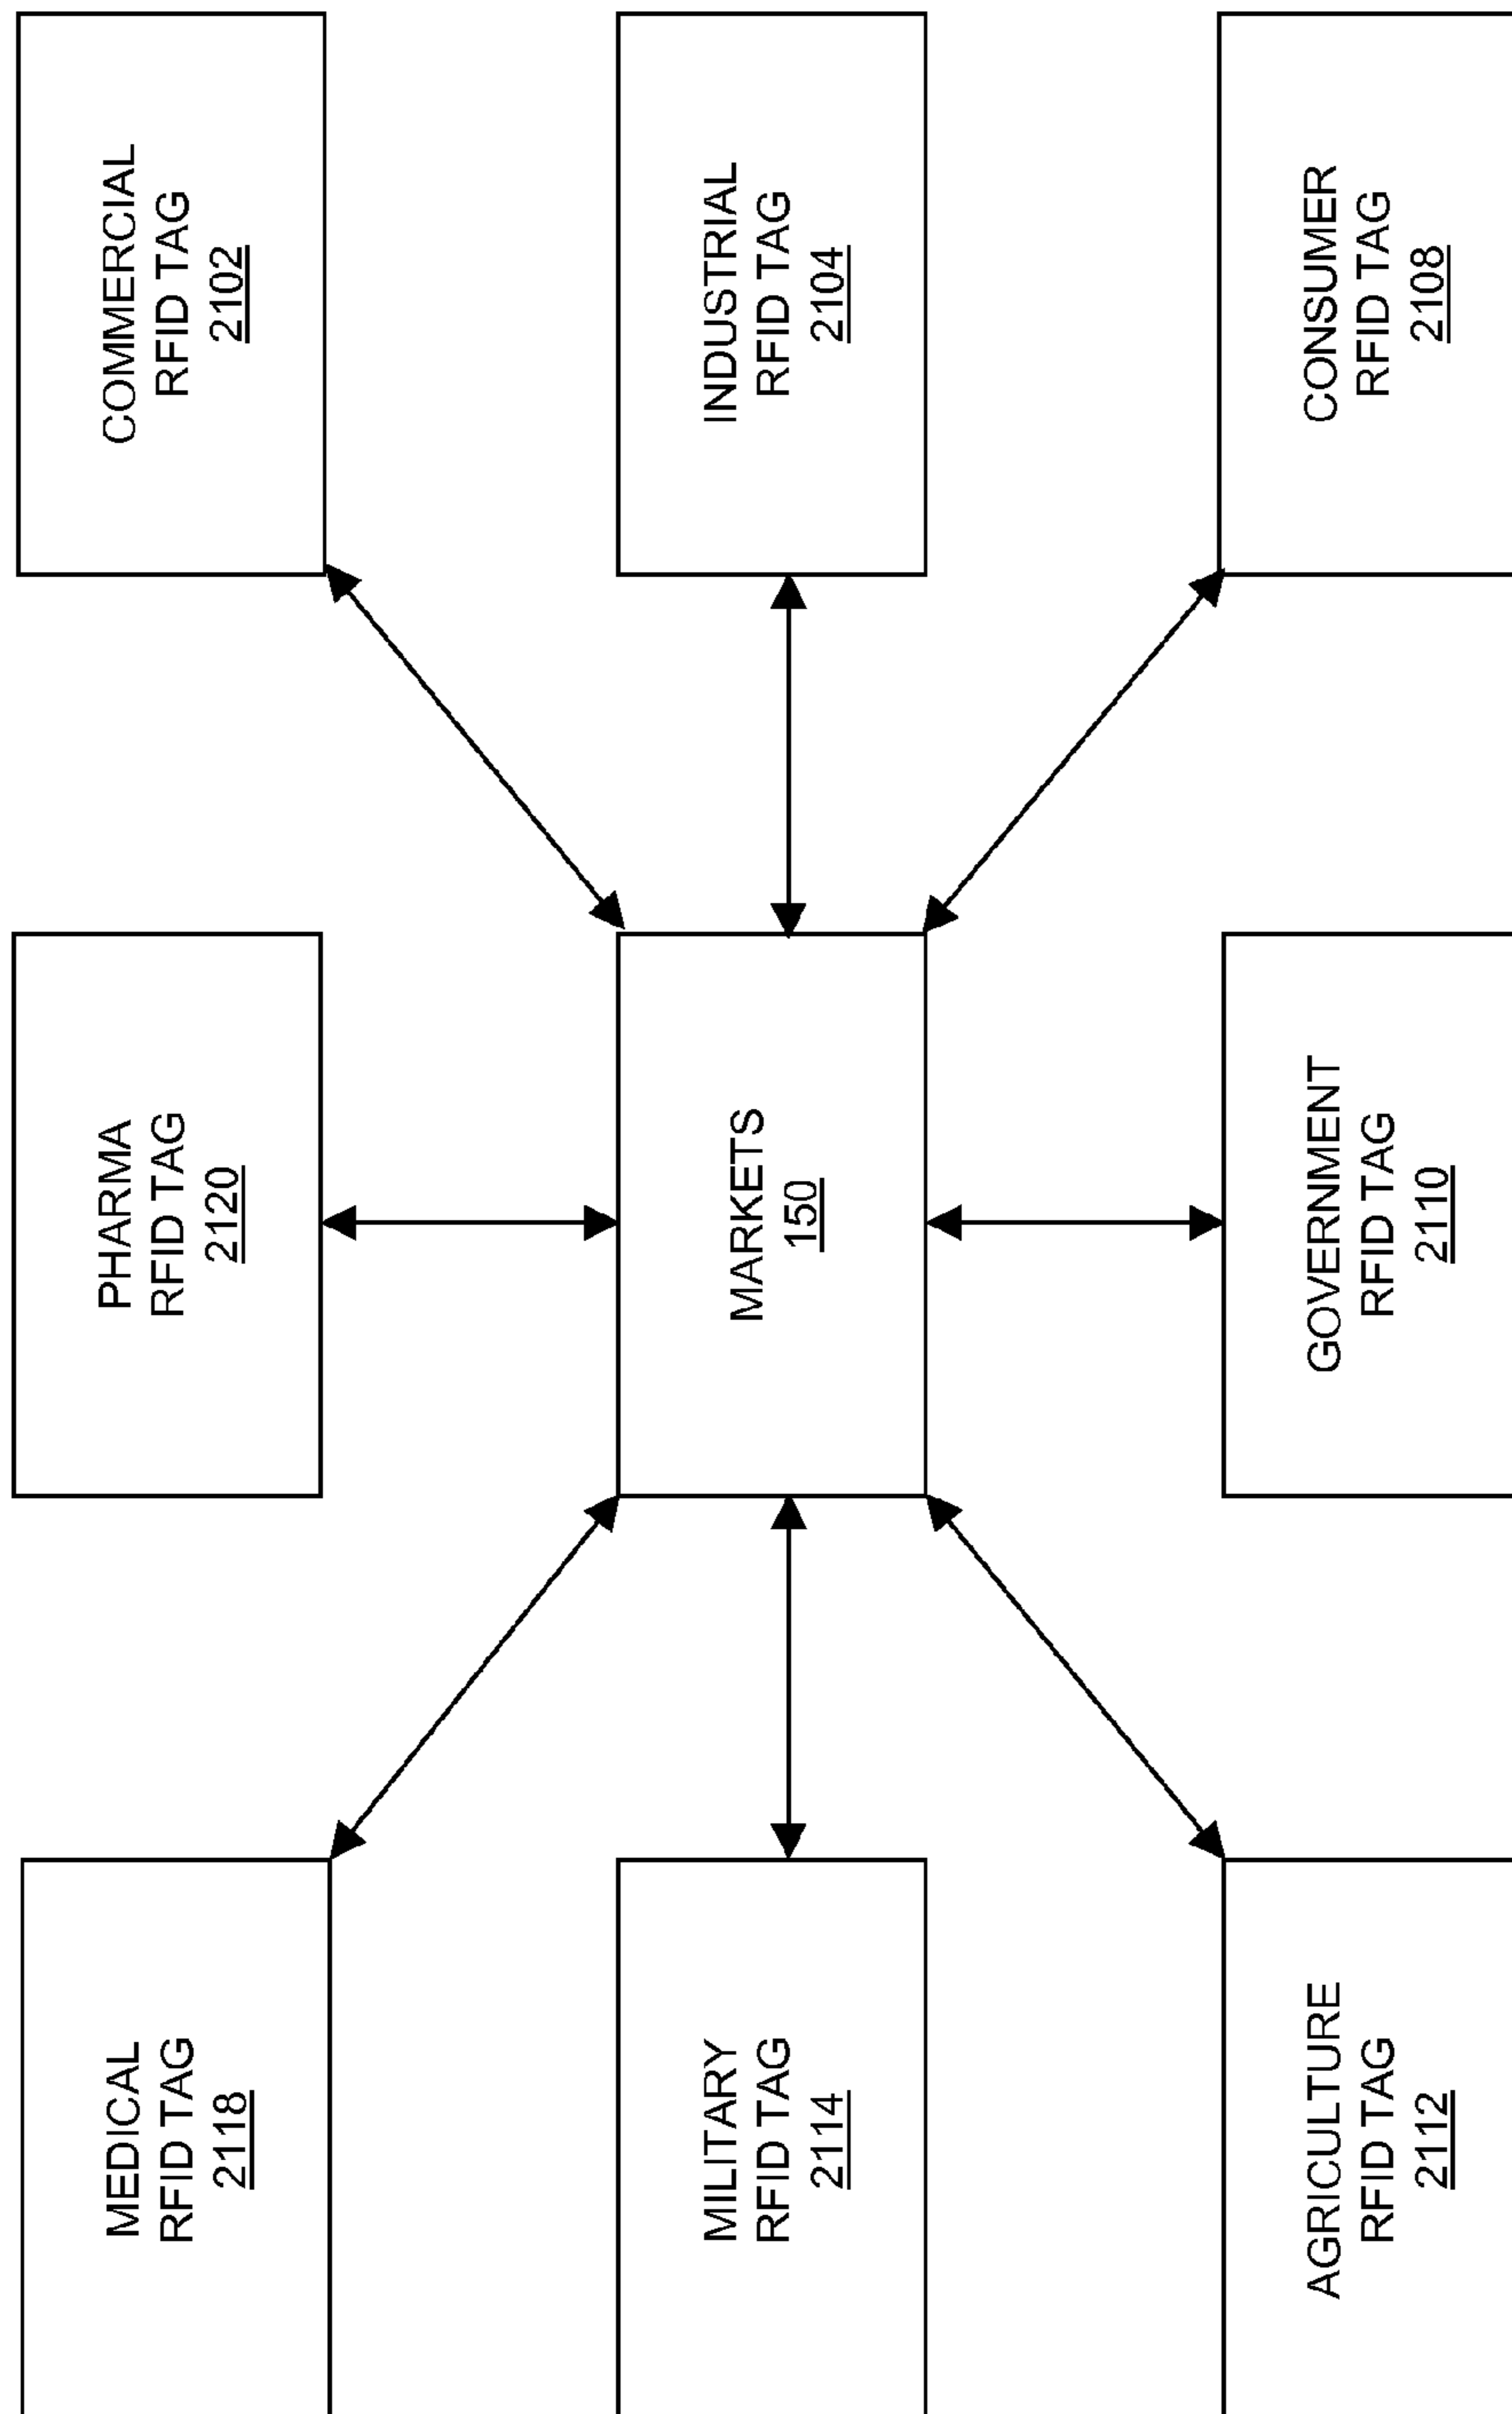 MEDICAL
RFID TAG
2118
PHARMA
RFID TAG
2120
COMMERCIAL
RFID TAG
2102
MILITARY
RFID TAG
2114
MARKETS
150
INDUSTRIAL
RFID TAG
2104
AGRICULTURE
RFID TAG
2112
GOVERNMENT
RFID TAG
2110
CONSUMER
RFID TAG
2108